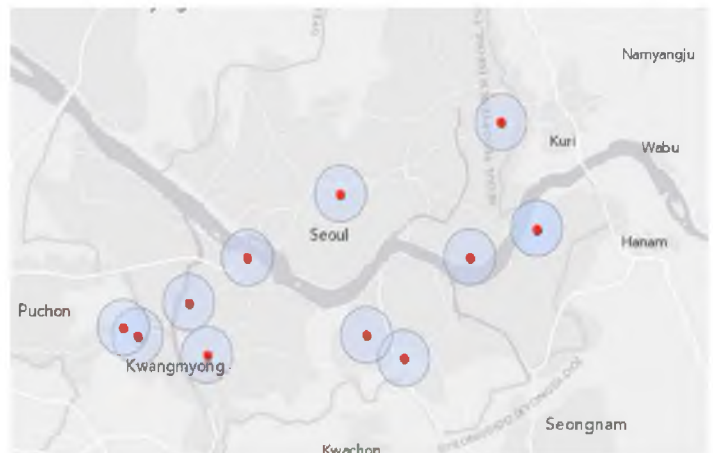 Namyangju
Kuri
Wabu
Seoul
Hanam
Puchon
Kwangmyong
Seongnam
Kwachon